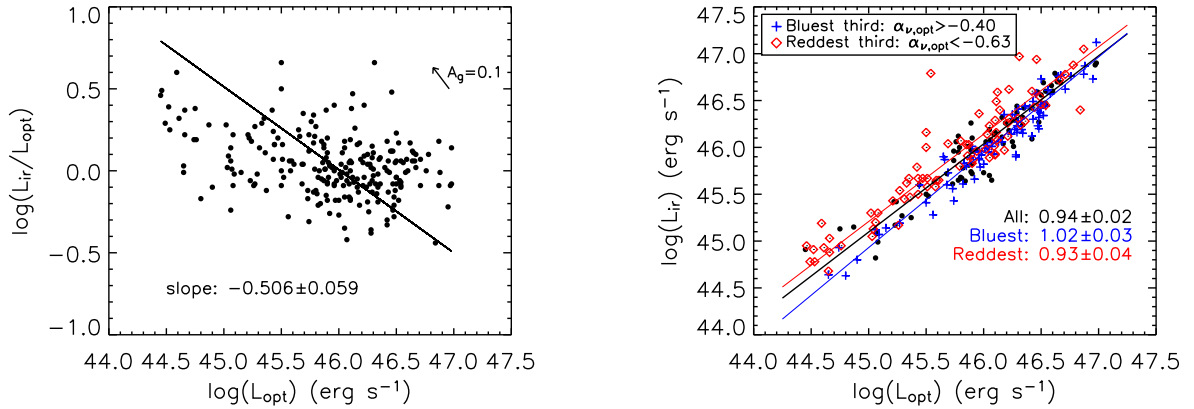 1.0
0.5
0.0
−0.5
−1.0
log(L_ir/L_opt)
A_g=0.1
slope: −0.506±0.059
44.0 44.5 45.0 45.5 46.0 46.5 47.0 47.5
log(L_opt) (erg s⁻¹)
47.5
47.0
46.5
46.0
45.5
45.0
44.5
44.0
log(L_ir) (erg s⁻¹)
Bluest third: α_ν,opt>−0.40
Reddest third: α_ν,opt<−0.63
All: 0.94±0.02
Bluest: 1.02±0.03
Reddest: 0.93±0.04
44.0 44.5 45.0 45.5 46.0 46.5 47.0 47.5
log(L_opt) (erg s⁻¹)